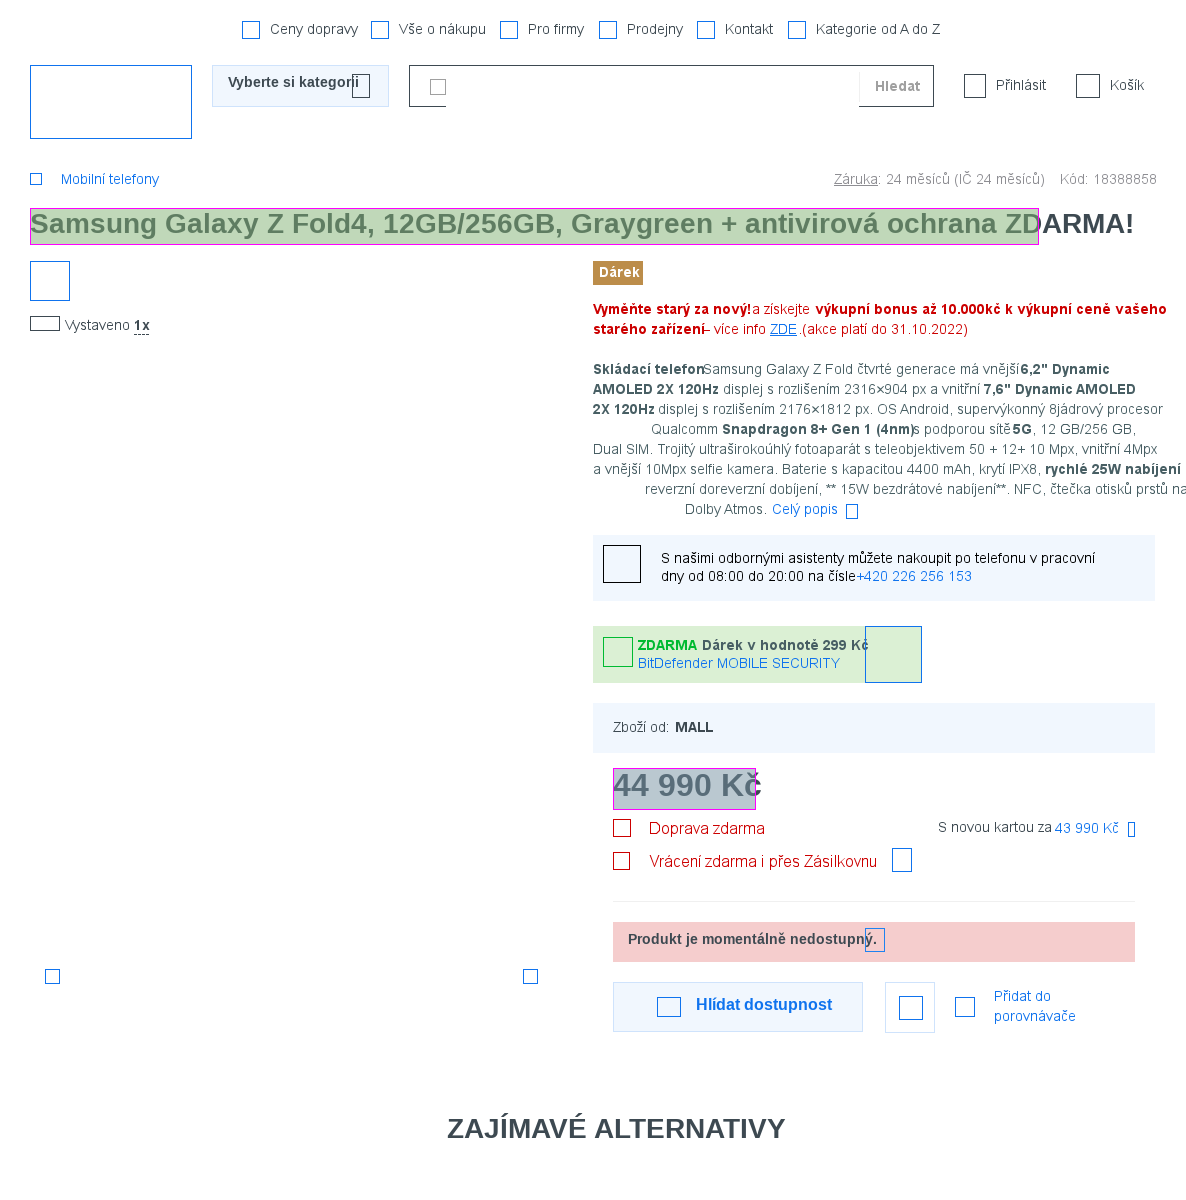 Ceny dopravy Vše o nákupu Pro firmy Prodejny Kontakt Kategorie od A do Z
Vyberte si kategorii Hledat Přihlásit Košík
Mobilní telefony Záruka: 24 měsíců (IČ 24 měsíců) Kód: 18388858
Samsung Galaxy Z Fold4, 12GB/256GB, Graygreen + antivirová ochrana ZDARMA!
Dárek
Vystaveno 1x
Vyměňte starý za nový! a získejte výkupní bonus až 10.000kč k výkupní ceně vašeho
starého zařízení – více info ZDE .(akce platí do 31.10.2022)
Skládací telefon Samsung Galaxy Z Fold čtvrté generace má vnější 6,2" Dynamic
AMOLED 2X 120Hz displej s rozlišením 2316×904 px a vnitřní 7,6" Dynamic AMOLED
2X 120Hz displej s rozlišením 2176×1812 px. OS Android, supervýkonný 8jádrový procesor
Qualcomm Snapdragon 8+ Gen 1 (4nm) s podporou sítě 5G, 12 GB/256 GB,
Dual SIM. Trojitý ultraširokoúhlý fotoaparát s teleobjektivem 50 + 12+ 10 Mpx, vnitřní 4Mpx
a vnější 10Mpx selfie kamera. Baterie s kapacitou 4400 mAh, krytí IPX8, rychlé 25W nabíjení
reverzní doreverzní dobíjení, ** 15W bezdrátové nabíjení**. NFC, čtečka otisků prstů na
Dolby Atmos. Celý popis
S našimi odbornými asistenty můžete nakoupit po telefonu v pracovní
dny od 08:00 do 20:00 na čísle +420 226 256 153
ZDARMA Dárek v hodnotě 299 Kč
BitDefender MOBILE SECURITY
Zboží od: MALL
44 990 Kč
Doprava zdarma S novou kartou za 43 990 Kč
Vrácení zdarma i přes Zásilkovnu
Produkt je momentálně nedostupný.
Hlídat dostupnost
Přidat do
porovnávače
ZAJÍMAVÉ ALTERNATIVY